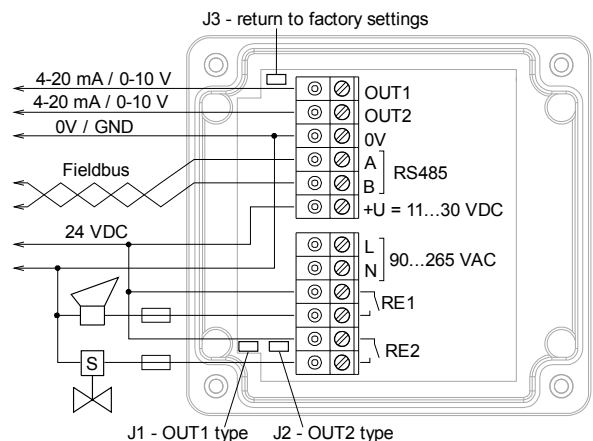 J3 - return to factory settings
4-20 mA / 0-10 V
OUT1
4-20 mA / 0-10 V
OUT2
0V / GND
0V
Fieldbus
A
B
RS485
+U = 11...30 VDC
24 VDC
L
N
90...265 VAC
RE1
RE2
S
J1 - OUT1 type
J2 - OUT2 type